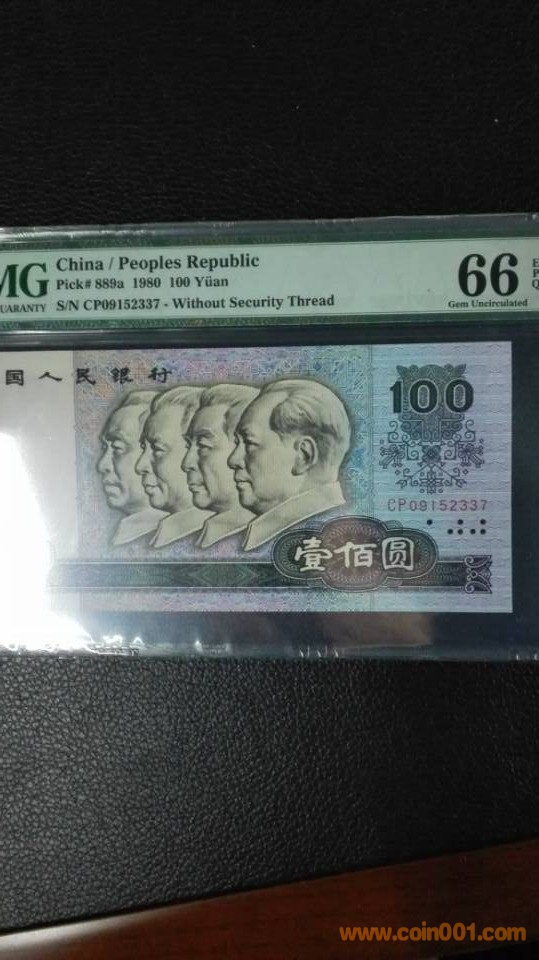 MG
UARANTY
China / Peoples Republic
Pick# 889a 1980 100 Yüan
S/N CP09152337 - Without Security Thread
66
Gem Uncirculated
E
P
Q
国人民银行
100
CP09152337
壹佰圆
www.coin001.com